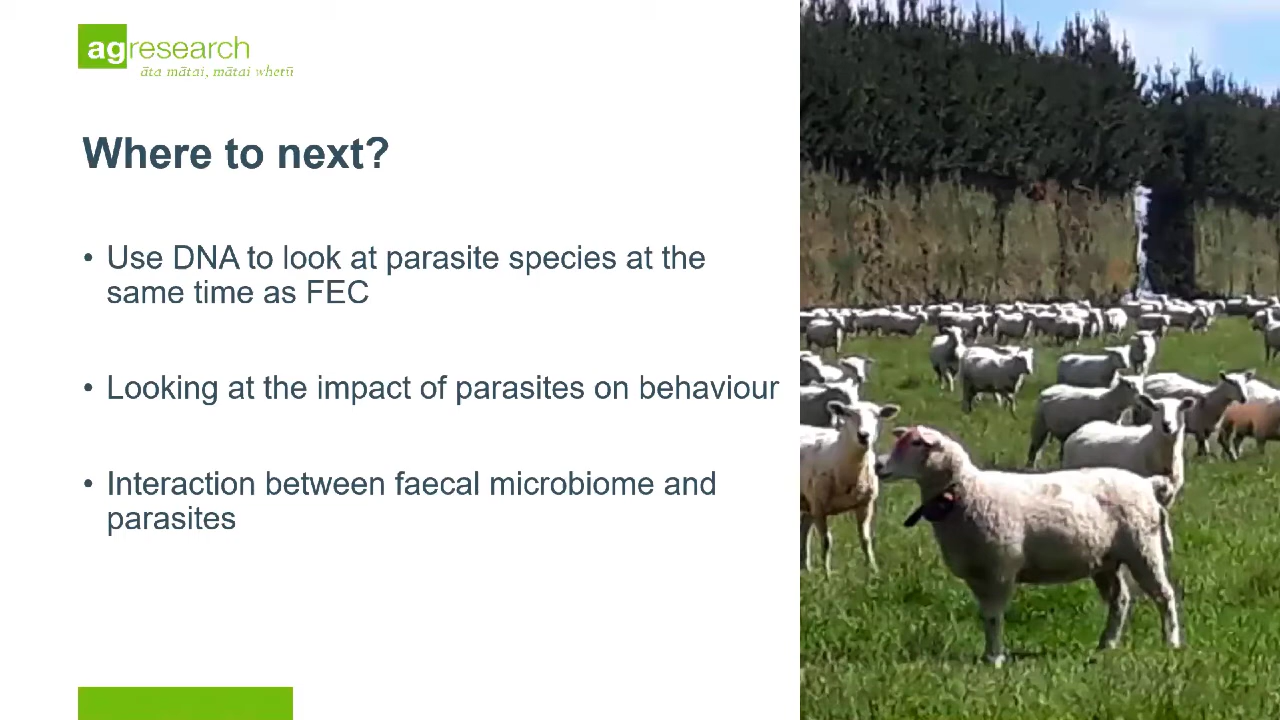 agresearch
āta mātai, mātai whetū
Where to next?
• Use DNA to look at parasite species at the
same time as FEC
• Looking at the impact of parasites on behaviour
• Interaction between faecal microbiome and
parasites